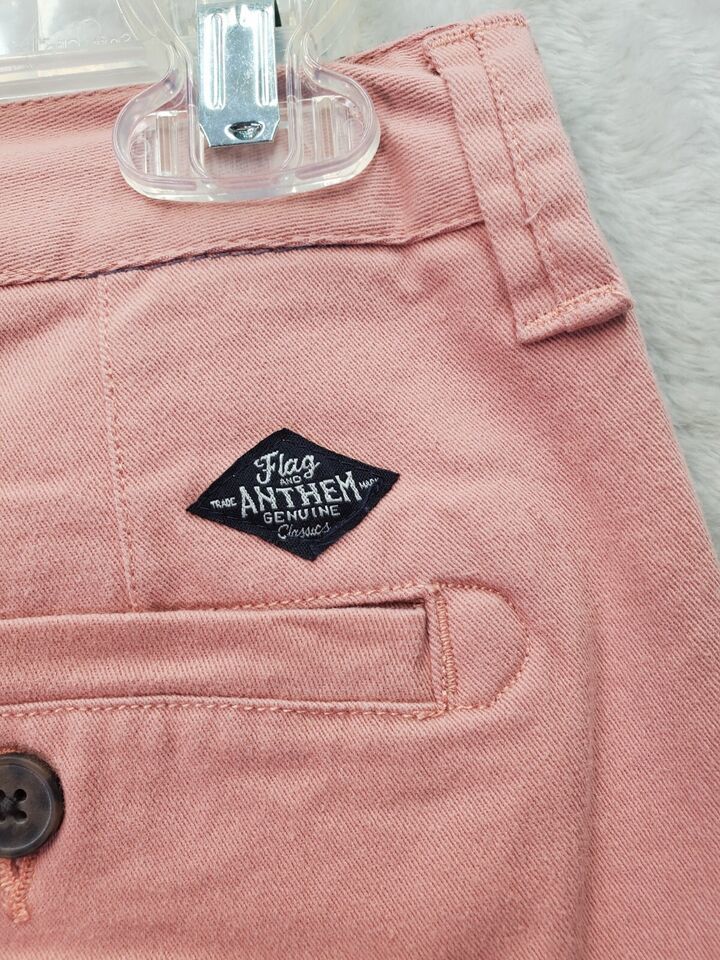 Flag
AND
TRADE ANTHEM MARK
GENUINE
Classics